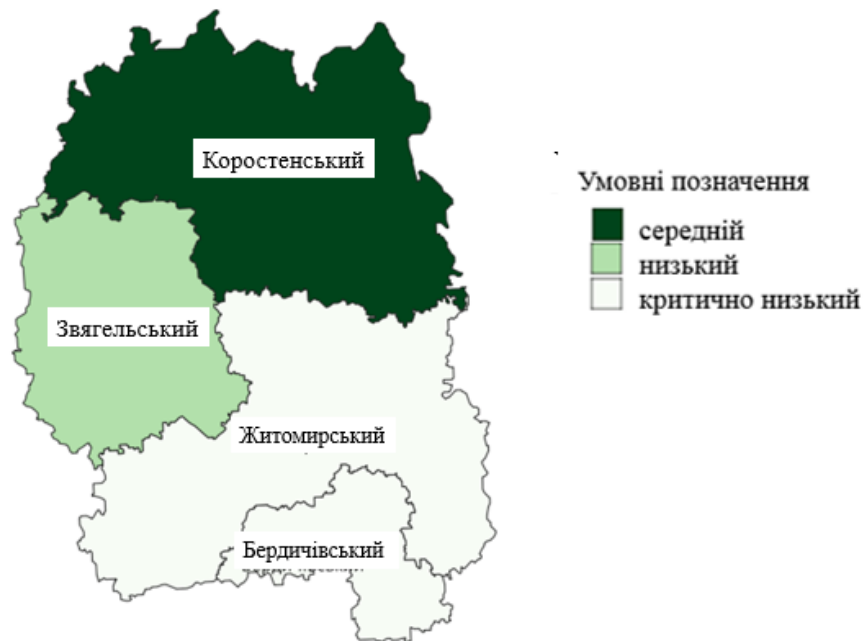 Коростенський
Звягельський
Житомирський
Бердичівський
Умовні позначення
середній
низький
критично низький